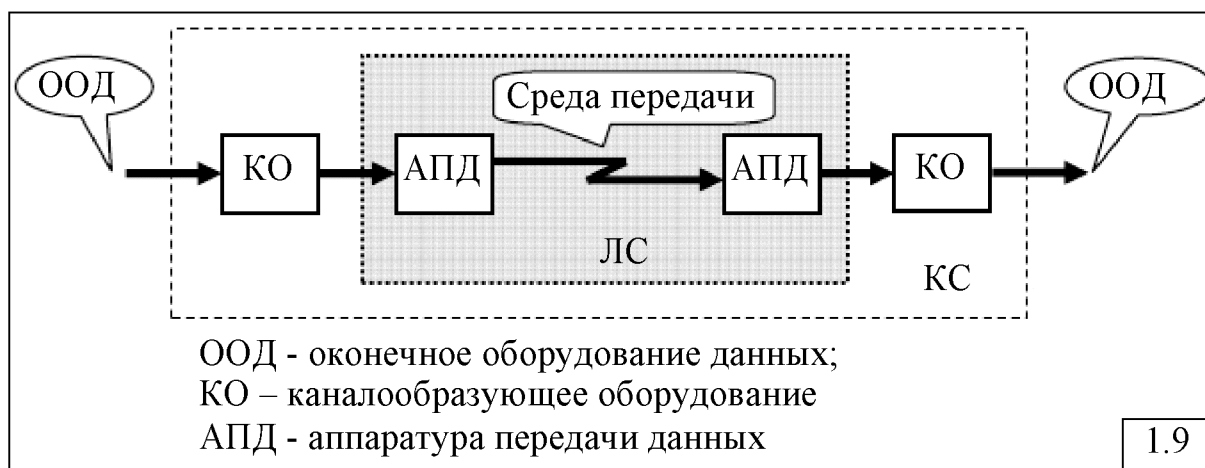 ООД
Среда передачи
ООД
КО
АПД
АПД
КО
ЛС
КС
ООД - оконечное оборудование данных;
КО – каналообразующее оборудование
АПД - аппаратура передачи данных
1.9